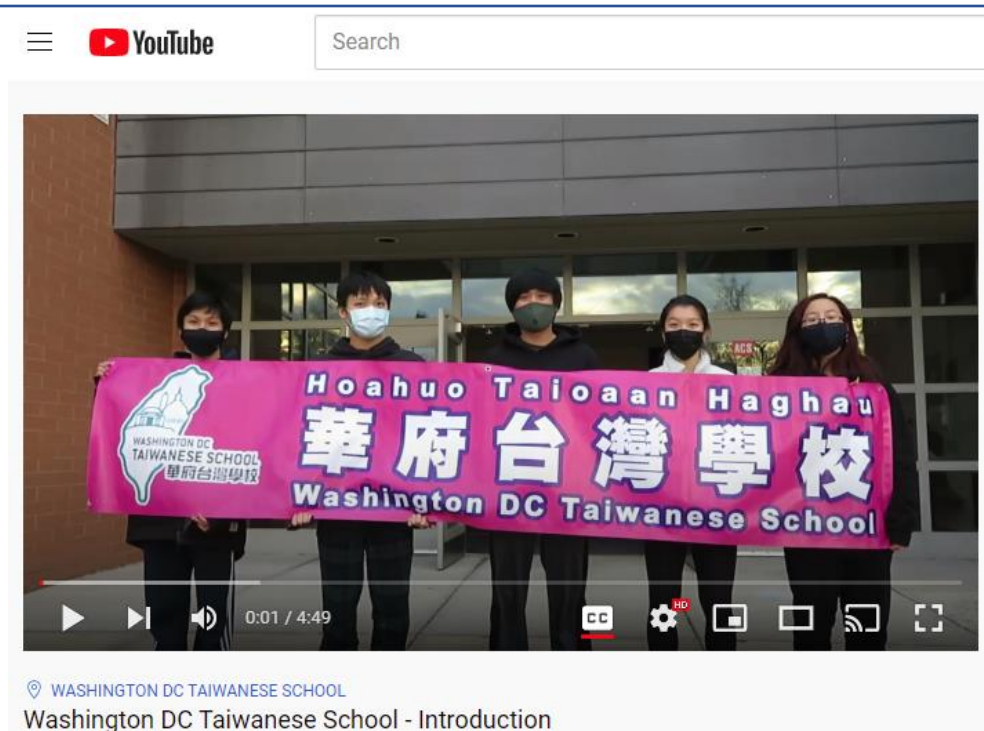 YouTube
Search
Hoahuo Taioaan Haghau
華府台灣學校
Washington DC Taiwanese School
WASHINGTON DC
TAIWANESE SCHOOL
華府台灣學校
ACS
0:01 / 4:49
CC
HD
WASHINGTON DC TAIWANESE SCHOOL
Washington DC Taiwanese School - Introduction